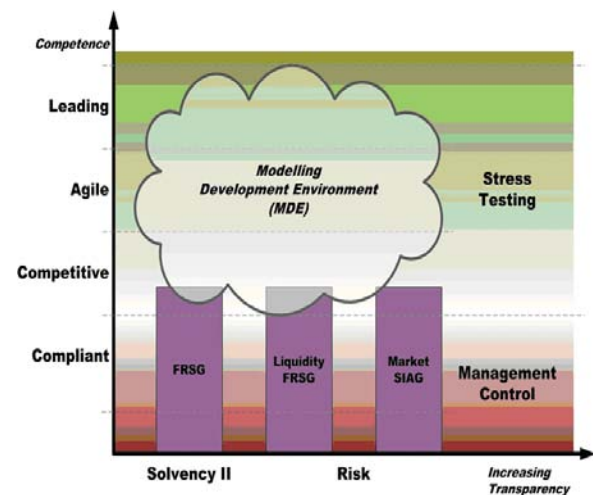 Competence
Leading
Agile
Competitive
Compliant
Modelling
Development Environment
(MDE)
Stress
Testing
FRSG
Liquidity
FRSG
Market
SIAG
Management
Control
Solvency II
Risk
Increasing
Transparency